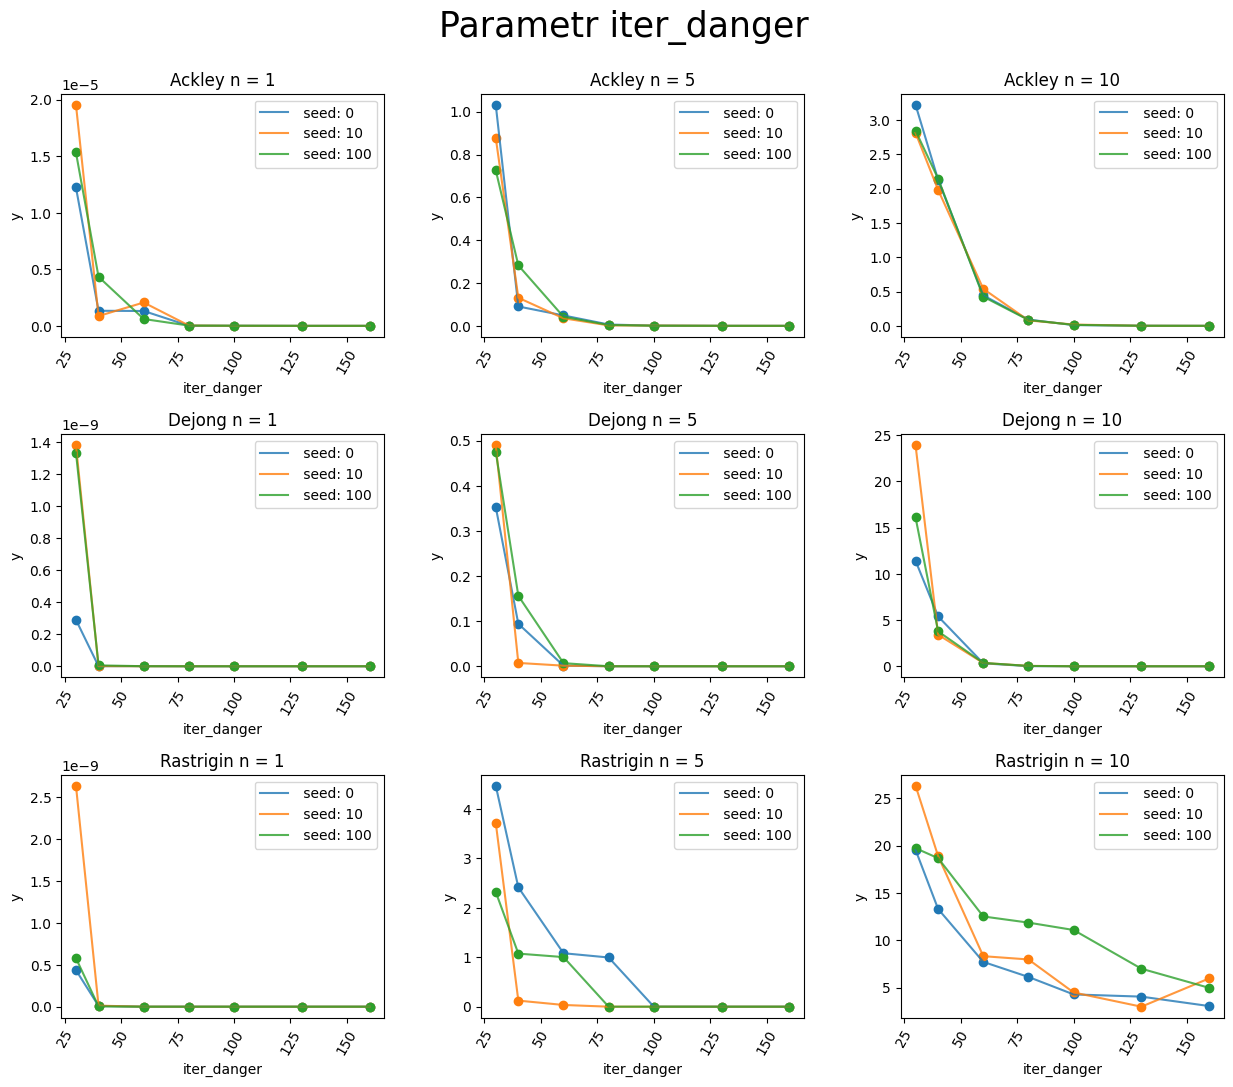 Parametr iter_danger
Ackley n = 1
1e−5
2.0
1.5
1.0
0.5
0.0
y
seed: 0
seed: 10
seed: 100
25
50
75
100
125
150
iter_danger
Ackley n = 5
1.0
0.8
0.6
0.4
0.2
0.0
y
seed: 0
seed: 10
seed: 100
25
50
75
100
125
150
iter_danger
Ackley n = 10
3.0
2.5
2.0
1.5
1.0
0.5
0.0
y
seed: 0
seed: 10
seed: 100
25
50
75
100
125
150
iter_danger
Dejong n = 1
1e−9
1.4
1.2
1.0
0.8
0.6
0.4
0.2
0.0
y
seed: 0
seed: 10
seed: 100
25
50
75
100
125
150
iter_danger
Dejong n = 5
0.5
0.4
0.3
0.2
0.1
0.0
y
seed: 0
seed: 10
seed: 100
25
50
75
100
125
150
iter_danger
Dejong n = 10
25
20
15
10
5
0
y
seed: 0
seed: 10
seed: 100
25
50
75
100
125
150
iter_danger
Rastrigin n = 1
1e−9
2.5
2.0
1.5
1.0
0.5
0.0
y
seed: 0
seed: 10
seed: 100
25
50
75
100
125
150
iter_danger
Rastrigin n = 5
4
3
2
1
0
y
seed: 0
seed: 10
seed: 100
25
50
75
100
125
150
iter_danger
Rastrigin n = 10
25
20
15
10
5
y
seed: 0
seed: 10
seed: 100
25
50
75
100
125
150
iter_danger